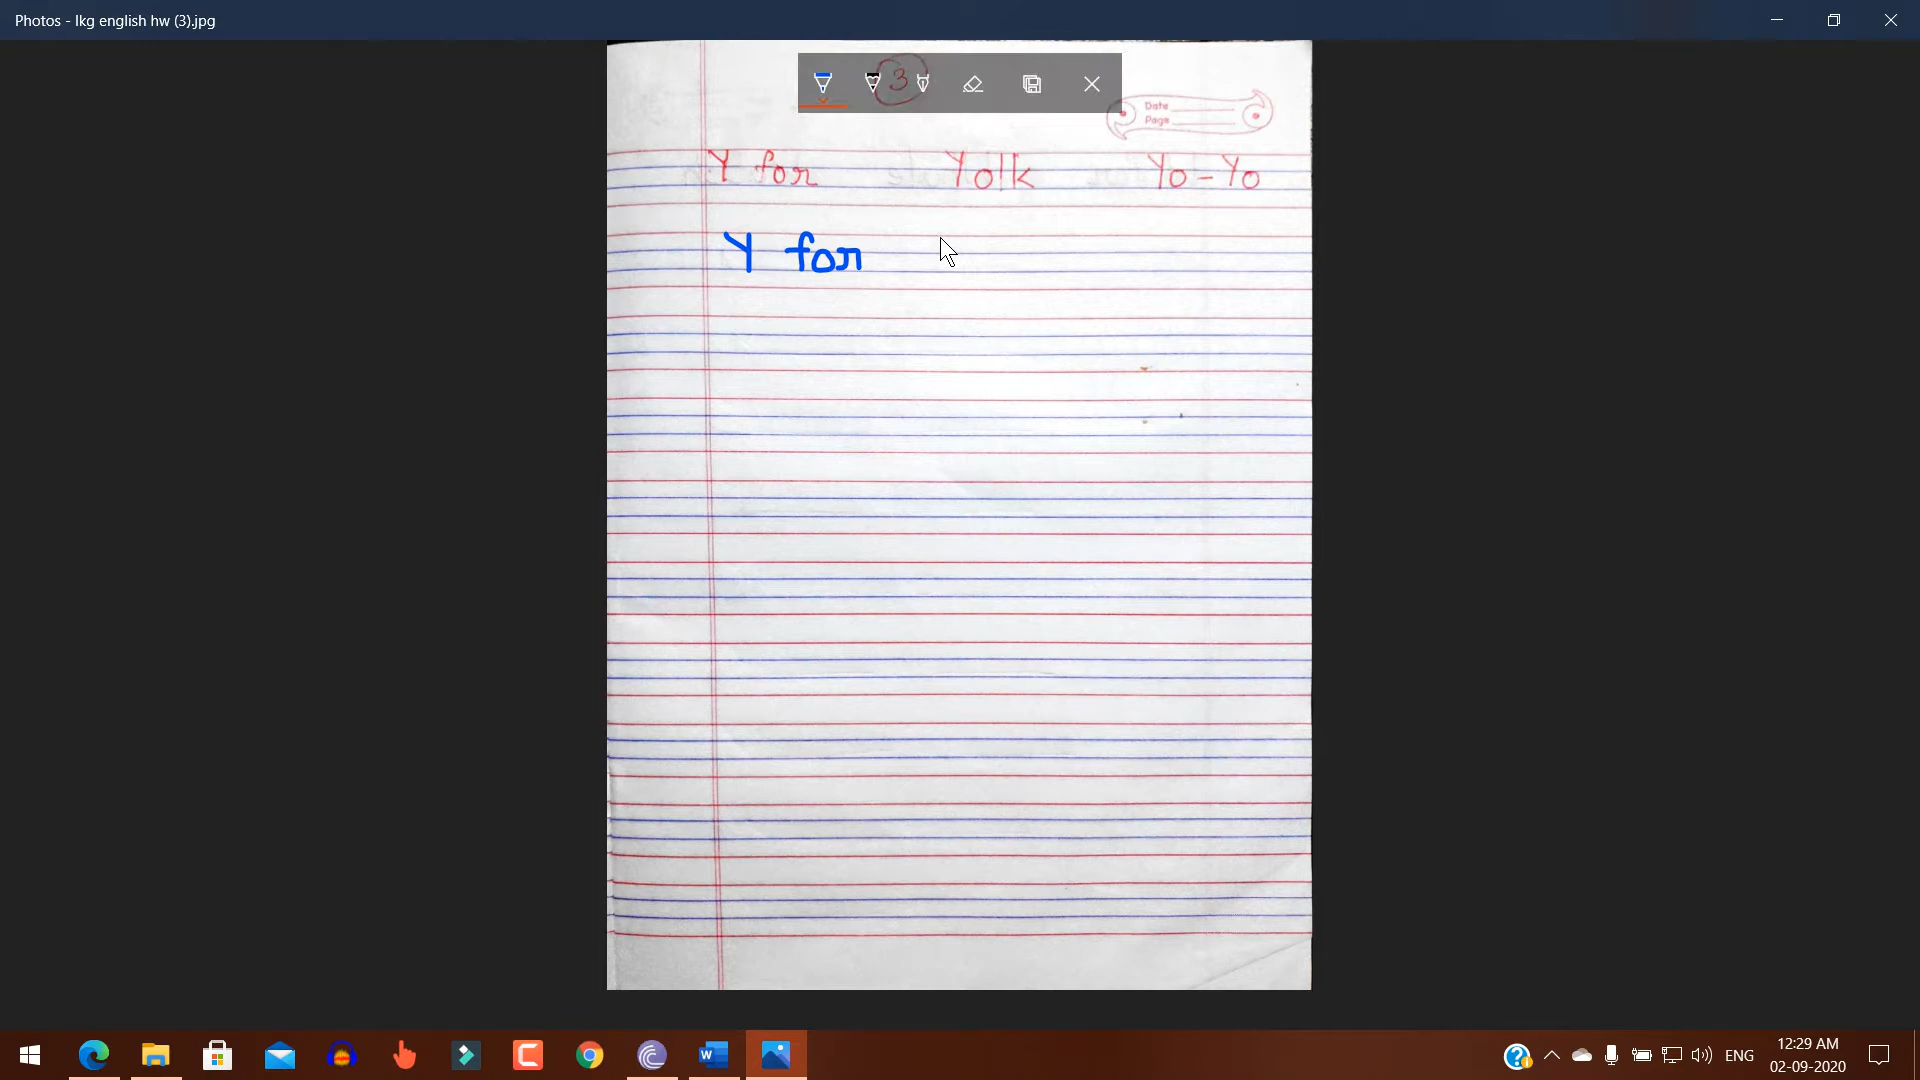 Photos - lkg english hw (3).jpg
3
Date
Page
Y for Yolk Yo-Yo
Y for
ENG
12:29 AM
02-09-2020